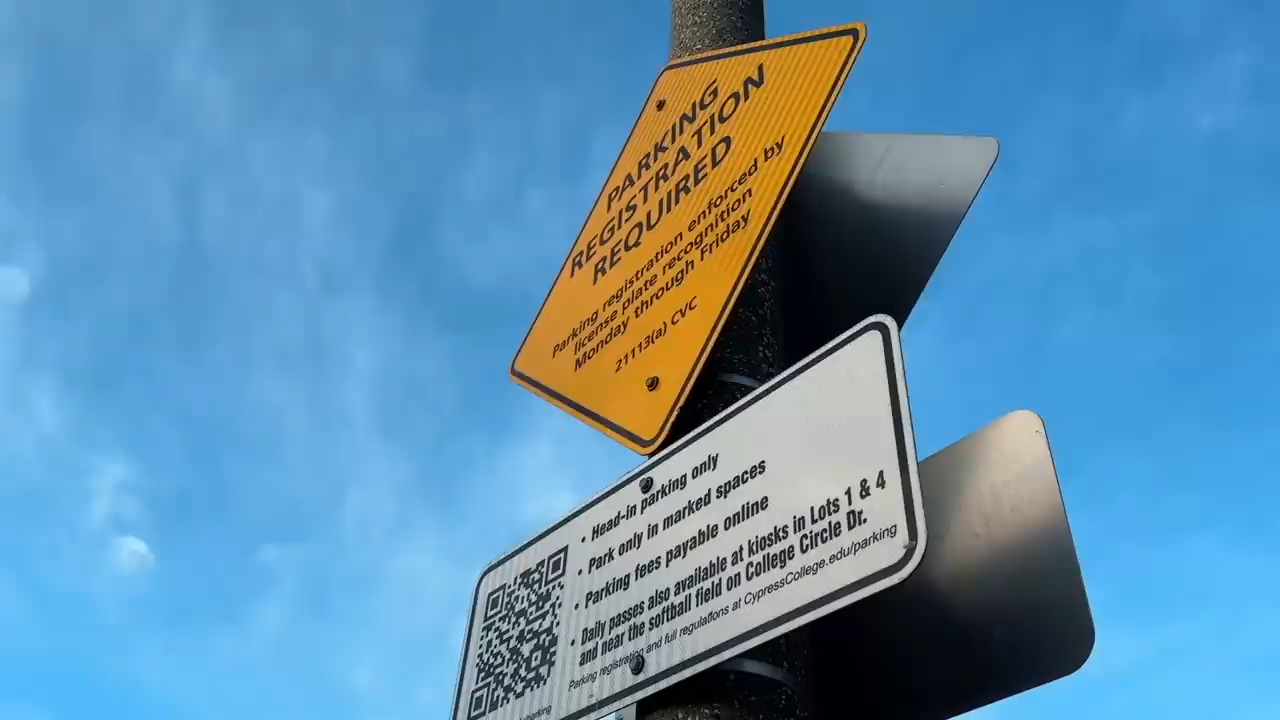 PARKING
REGISTRATION
REQUIRED
Parking registration enforced by
license plate recognition
Monday through Friday
21113(a) CVC
• Head-in parking only
• Park only in marked spaces
• Parking fees payable online
• Daily passes also available at kiosks in Lots 1 & 4
and near the softball field on College Circle Dr.
Parking registration and full regulations at CypressCollege.edu/parking